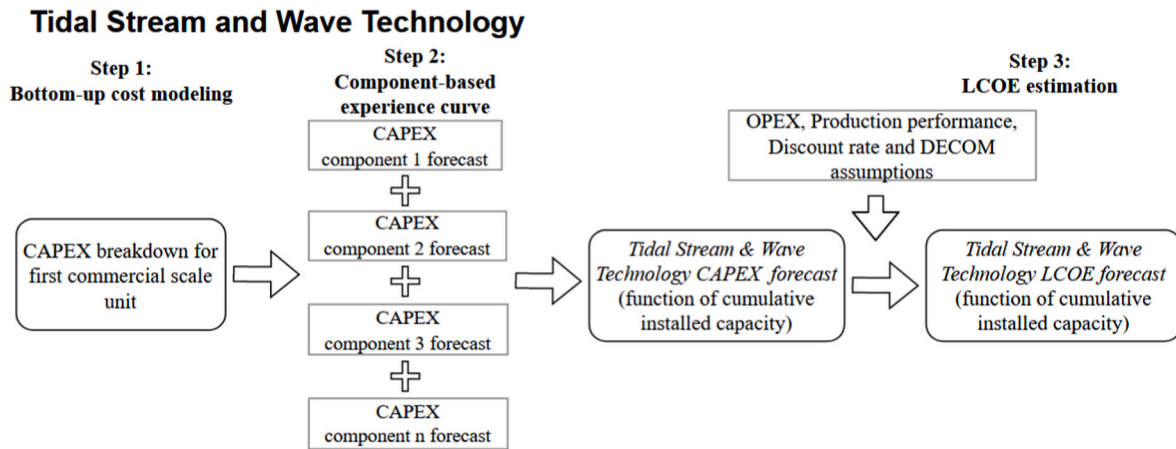 Tidal Stream and Wave Technology
Step 1:
Bottom-up cost modeling
Step 2:
Component-based
experience curve
Step 3:
LCOE estimation
CAPEX breakdown for
first commercial scale
unit
CAPEX
component 1 forecast
CAPEX
component 2 forecast
CAPEX
component 3 forecast
CAPEX
component n forecast
OPEX, Production performance,
Discount rate and DECOM
assumptions
Tidal Stream & Wave
Technology CAPEX forecast
(function of cumulative
installed capacity)
Tidal Stream & Wave
Technology LCOE forecast
(function of cumulative
installed capacity)